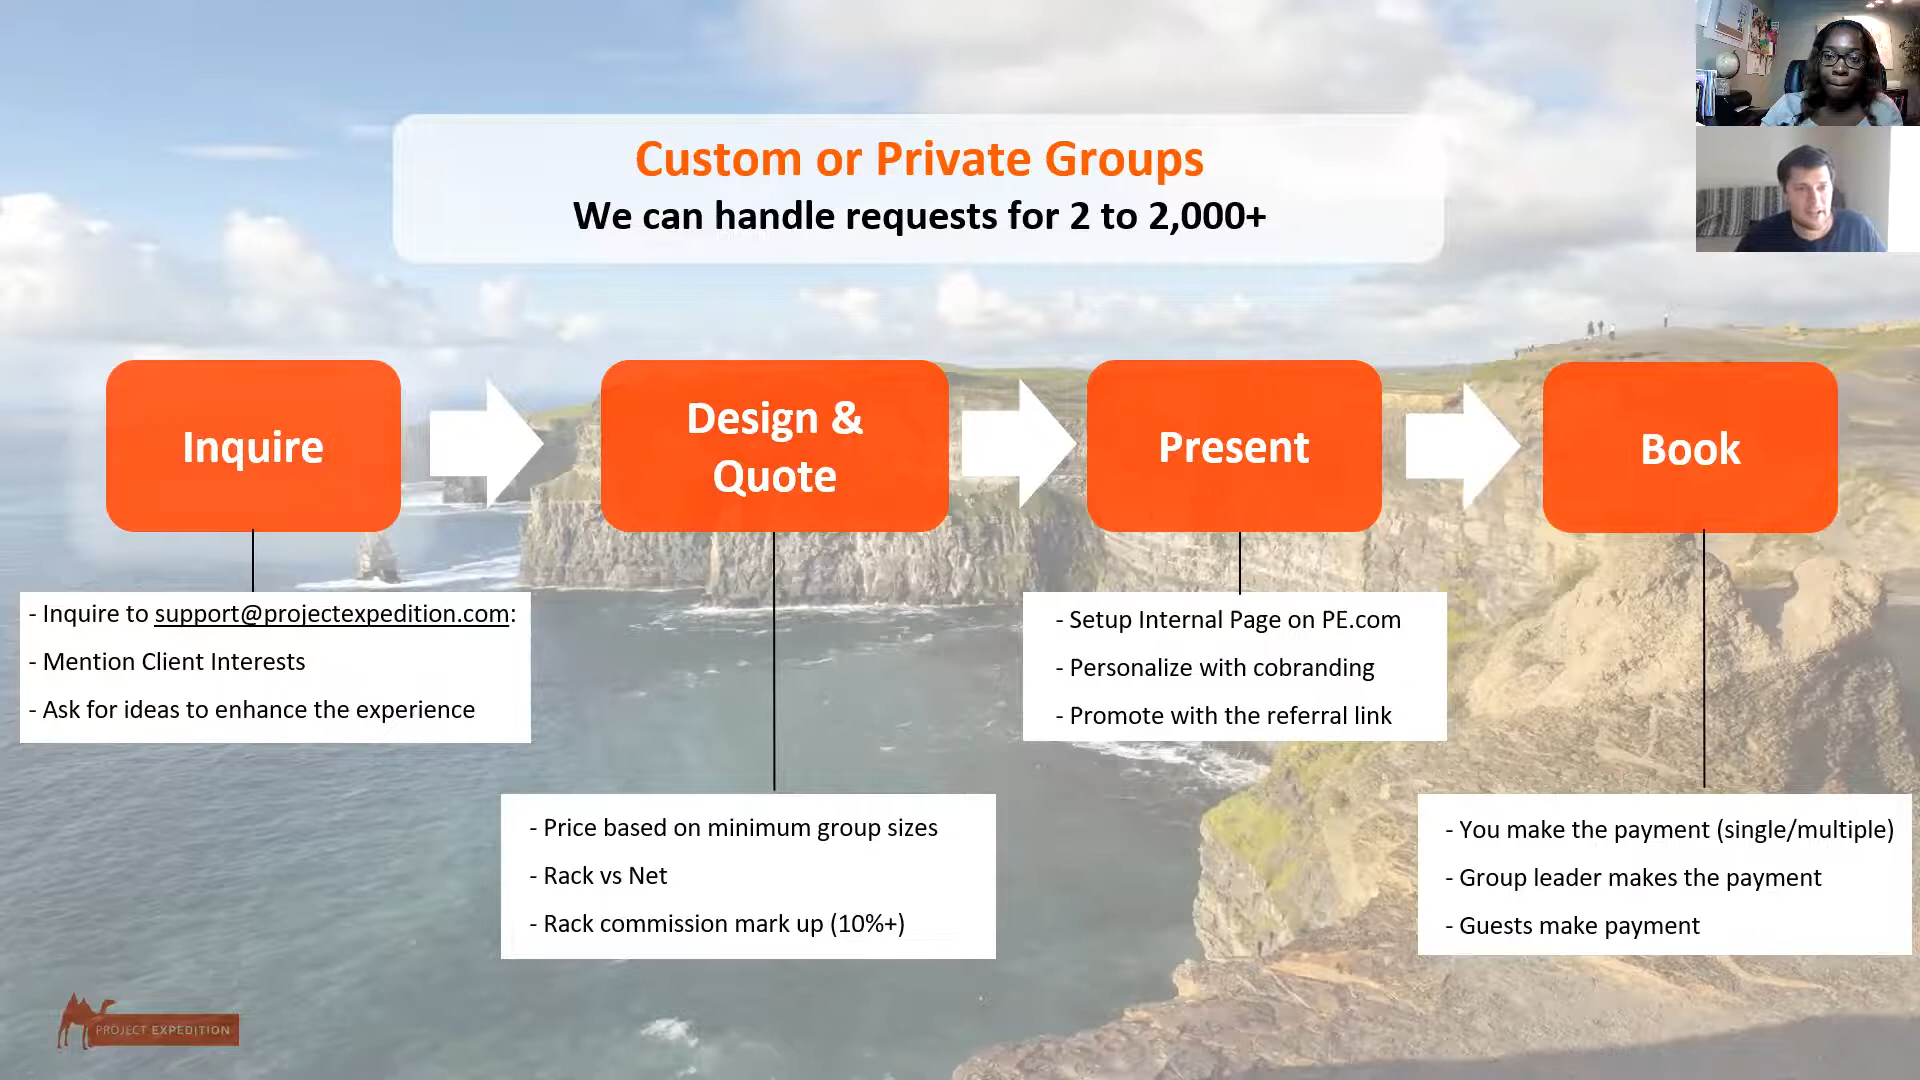 Custom or Private Groups
We can handle requests for 2 to 2,000+
Inquire
Design &
Quote
Present
Book
- Inquire to support@projectexpedition.com:
- Mention Client Interests
- Ask for ideas to enhance the experience
- Price based on minimum group sizes
- Rack vs Net
- Rack commission mark up (10%+)
- Setup Internal Page on PE.com
- Personalize with cobranding
- Promote with the referral link
- You make the payment (single/multiple)
- Group leader makes the payment
- Guests make payment
PROJECT EXPEDITION